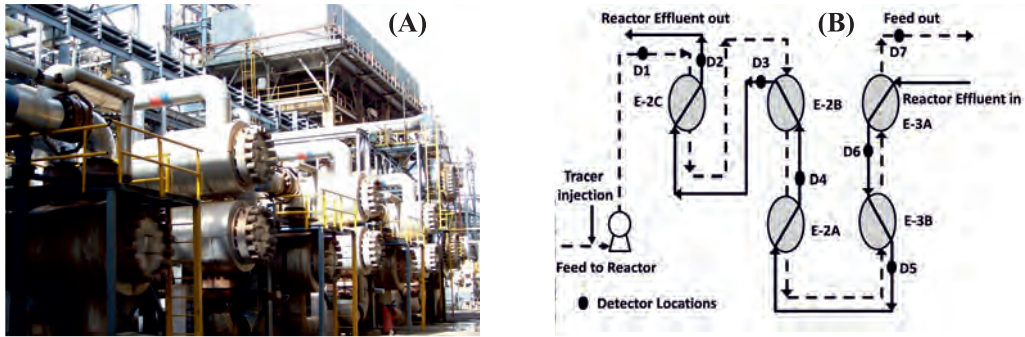 (A)
Reactor Effluent out
(B)
Feed out
D7
D1
D2
D3
E-2C
E-2B
Reactor Effluent in
E-3A
D6
Tracer
injection
D4
E-2A
E-3B
D5
Feed to Reactor
Detector Locations